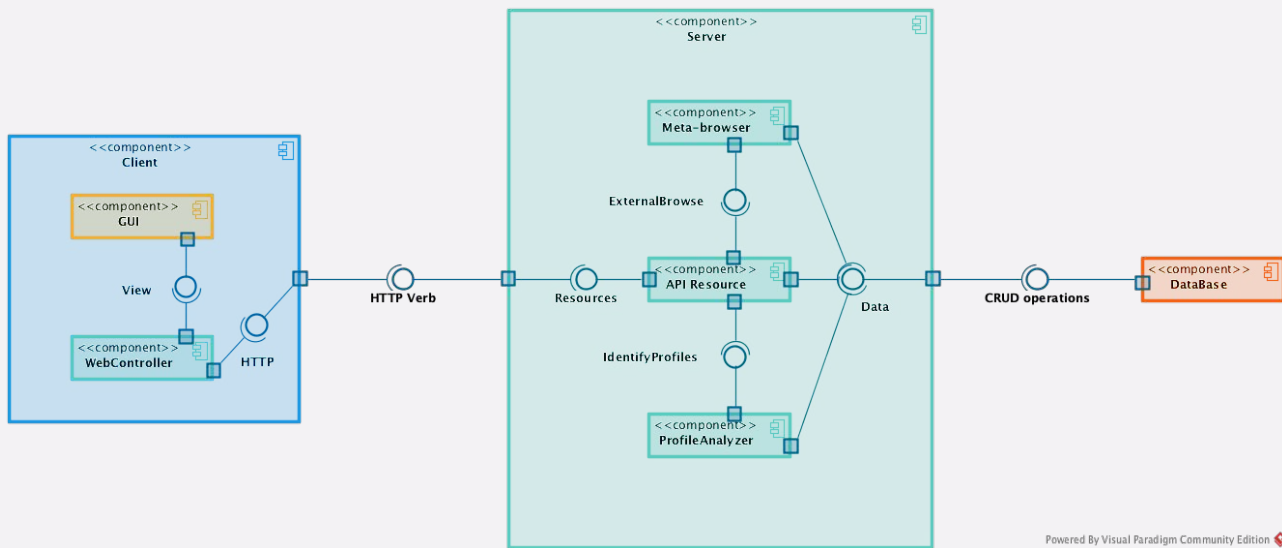 <<component>>
Server
<<component>>
Meta-browser
<<component>>
Client
<<component>>
GUI
ExternalBrowse
View
HTTP Verb
Resources
<<component>>
API Resource
Data
CRUD operations
<<component>>
DataBase
<<component>>
WebController
HTTP
IdentifyProfiles
<<component>>
ProfileAnalyzer
Powered By Visual Paradigm Community Edition